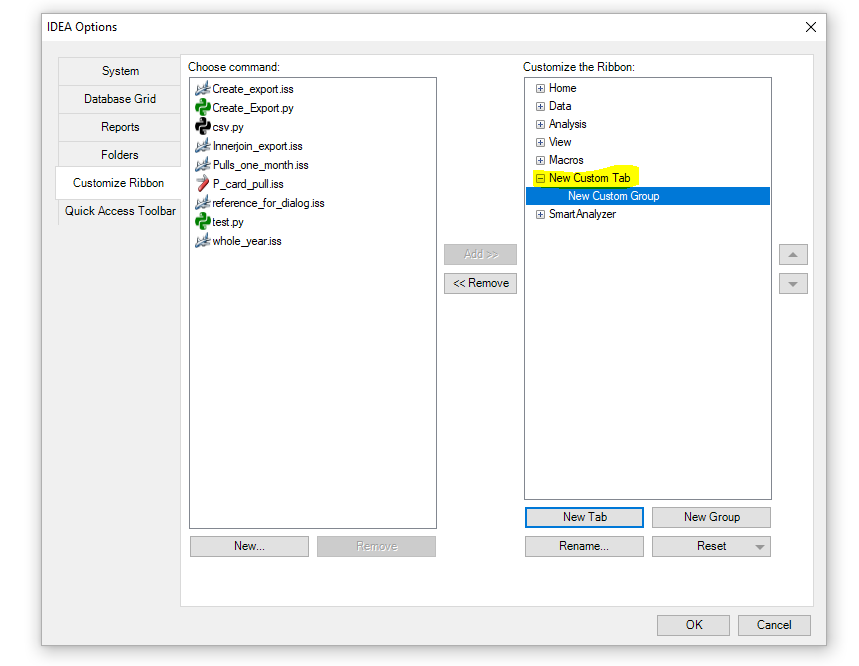 IDEA Options
System
Database Grid
Reports
Folders
Customize Ribbon
Quick Access Toolbar
Choose command:
Create_export.iss
Create_Export.py
csv.py
Innerjoin_export.iss
Pulls_one_month.iss
P_card_pull.iss
reference_for_dialog.iss
test.py
whole_year.iss
New...
Remove
Add >>
<< Remove
Customize the Ribbon:
Home
Data
Analysis
View
Macros
New Custom Tab
New Custom Group
SmartAnalyzer
New Tab
New Group
Rename...
Reset
OK
Cancel